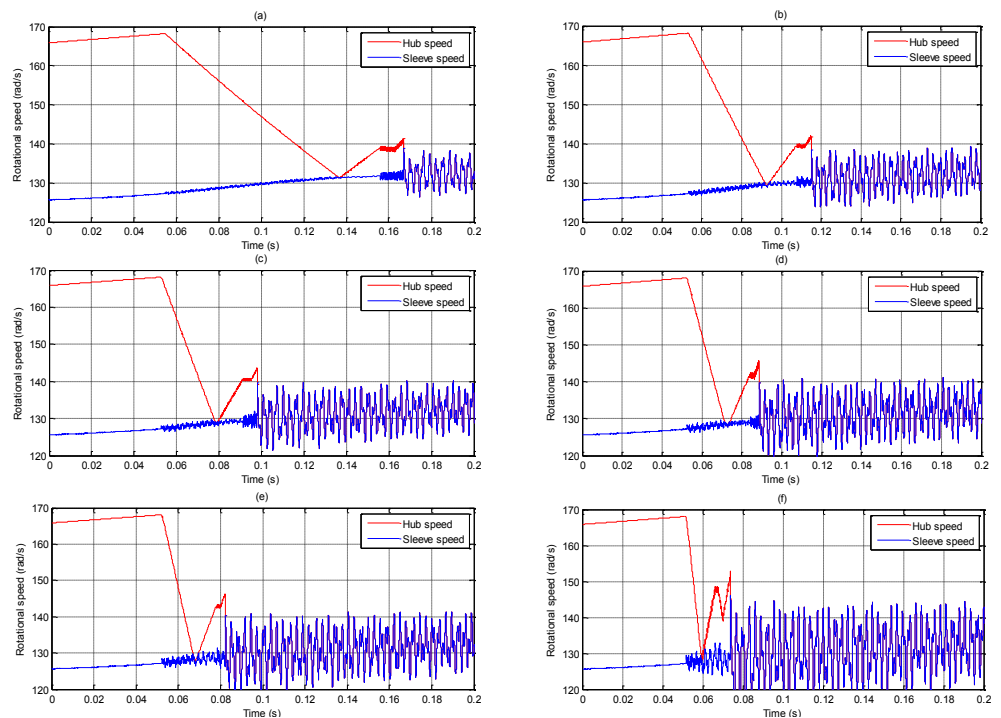 (a)
170
160
150
140
130
120
Rotational speed (rad/s)
Hub speed
Sleeve speed
0 0.02 0.04 0.06 0.08 0.1 0.12 0.14 0.16 0.18 0.2
Time (s)
(b)
170
160
150
140
130
120
Rotational speed (rad/s)
Hub speed
Sleeve speed
0 0.02 0.04 0.06 0.08 0.1 0.12 0.14 0.16 0.18 0.2
Time (s)
(c)
170
160
150
140
130
120
Rotational speed (rad/s)
Hub speed
Sleeve speed
0 0.02 0.04 0.06 0.08 0.1 0.12 0.14 0.16 0.18 0.2
Time (s)
(d)
170
160
150
140
130
120
Rotational speed (rad/s)
Hub speed
Sleeve speed
0 0.02 0.04 0.06 0.08 0.1 0.12 0.14 0.16 0.18 0.2
Time (s)
(e)
170
160
150
140
130
120
Rotational speed (rad/s)
Hub speed
Sleeve speed
0 0.02 0.04 0.06 0.08 0.1 0.12 0.14 0.16 0.18 0.2
Time (s)
(f)
170
160
150
140
130
120
Rotational speed (rad/s)
Hub speed
Sleeve speed
0 0.02 0.04 0.06 0.08 0.1 0.12 0.14 0.16 0.18 0.2
Time (s)